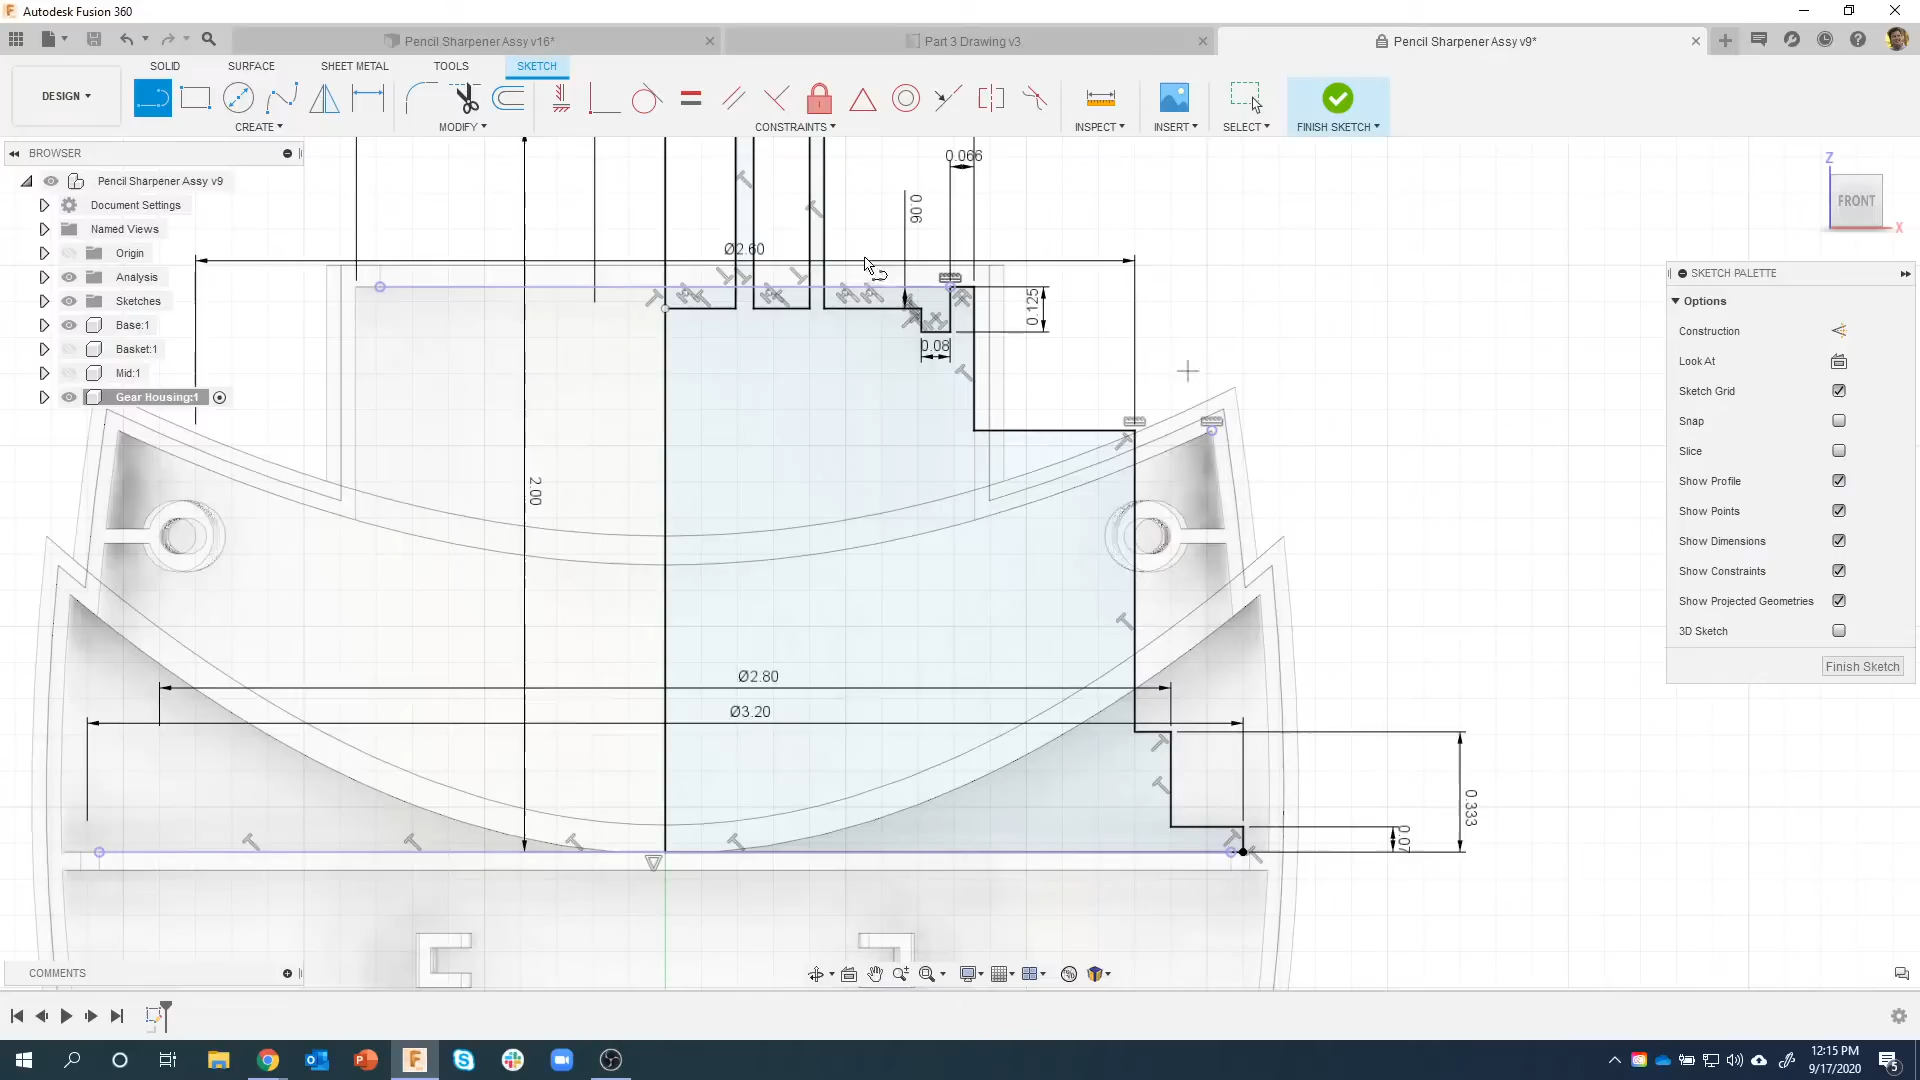 Autodesk Fusion 360
Pencil Sharpener Assy v16*
Part 3 Drawing v3
Pencil Sharpener Assy v9*
DESIGN
SOLID
SURFACE
SHEET METAL
TOOLS
SKETCH
CREATE
MODIFY
CONSTRAINTS
INSPECT
INSERT
SELECT
FINISH SKETCH
BROWSER
Pencil Sharpener Assy v9
Document Settings
Named Views
Origin
Analysis
Sketches
Base:1
Basket:1
Mid:1
Gear Housing:1
0.066
0.06
Ø2.60
0.125
0.08
2.00
Ø2.80
Ø3.20
0.333
0.07
Z
FRONT
X
SKETCH PALETTE
Options
Construction
Look At
Sketch Grid
Snap
Slice
Show Profile
Show Points
Show Dimensions
Show Constraints
Show Projected Geometries
3D Sketch
Finish Sketch
COMMENTS
12:15 PM
9/17/2020
5